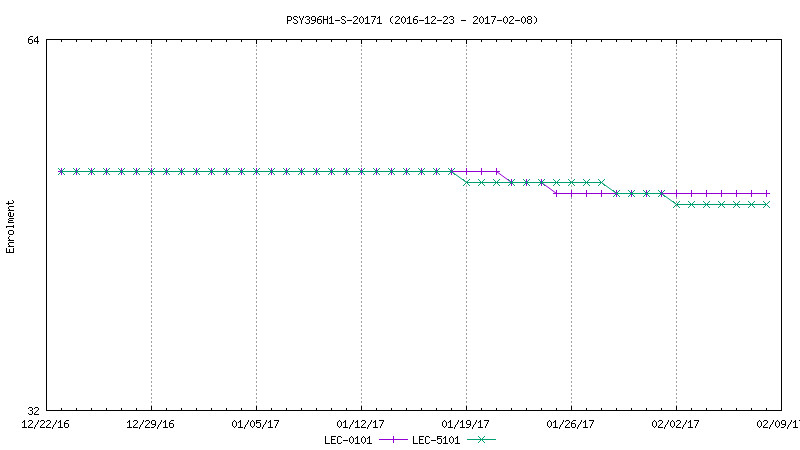 PSY396H1-S-20171 (2016-12-23 - 2017-02-08)
64
Enrolment
32
12/22/16 12/29/16 01/05/17 01/12/17 01/19/17 01/26/17 02/02/17 02/09/1
LEC-0101 LEC-5101